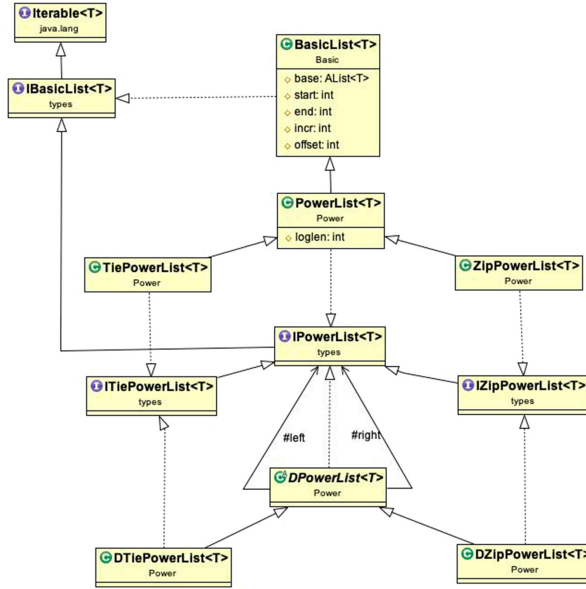 Iterable<T>
java.lang
BasicList<T>
Basic
base: AList<T>
start: int
end: int
incr: int
offset: int
IBasicList<T>
types
PowerList<T>
Power
loglen: int
TiePowerList<T>
Power
ZipPowerList<T>
Power
IPowerList<T>
types
ITiePowerList<T>
types
IZipPowerList<T>
types
#left
#right
DPowerList<T>
Power
DTiePowerList<T>
Power
DZipPowerList<T>
Power